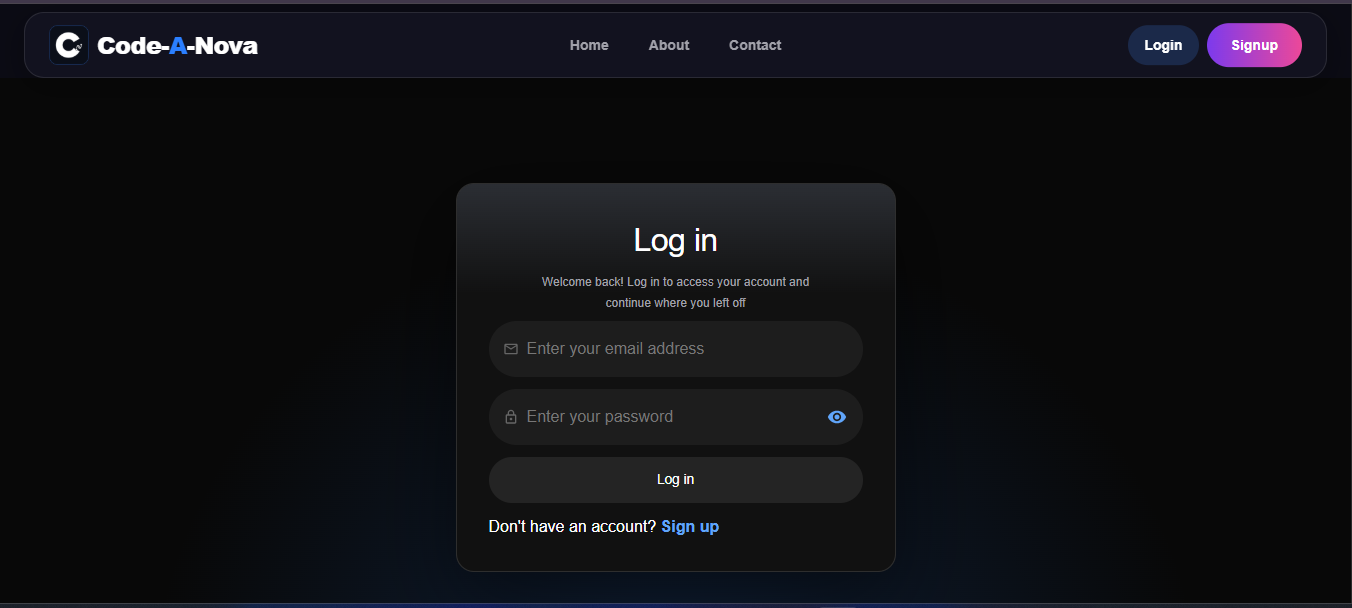 Code-A-Nova
Home
About
Contact
Login
Signup
Log in
Welcome back! Log in to access your account and
continue where you left off
Enter your email address
Enter your password
Log in
Don't have an account? Sign up